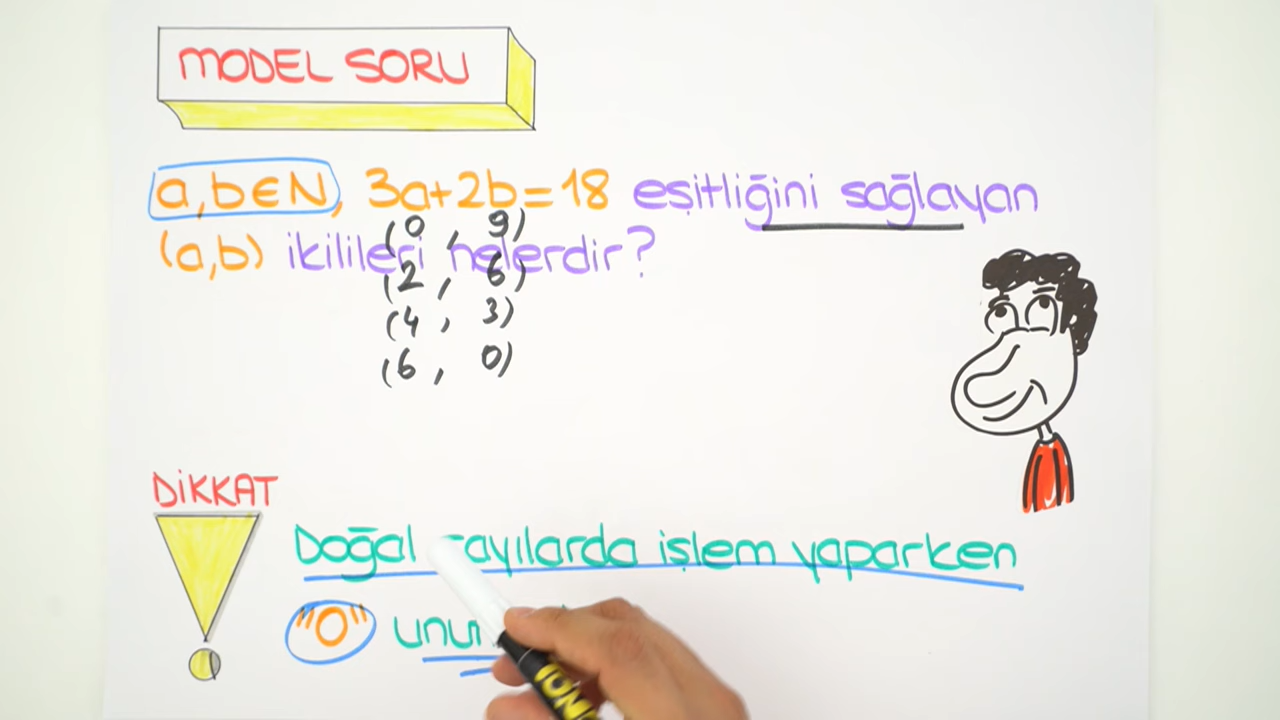 MODEL SORU
a,b∈N, 3a+2b=18 eşitliğini sağlayan
(a,b) ikilileri nelerdir?
(0, 9)
(2, 6)
(4, 3)
(6, 0)
DİKKAT
Doğal sayılarda işlem yaparken
"0"